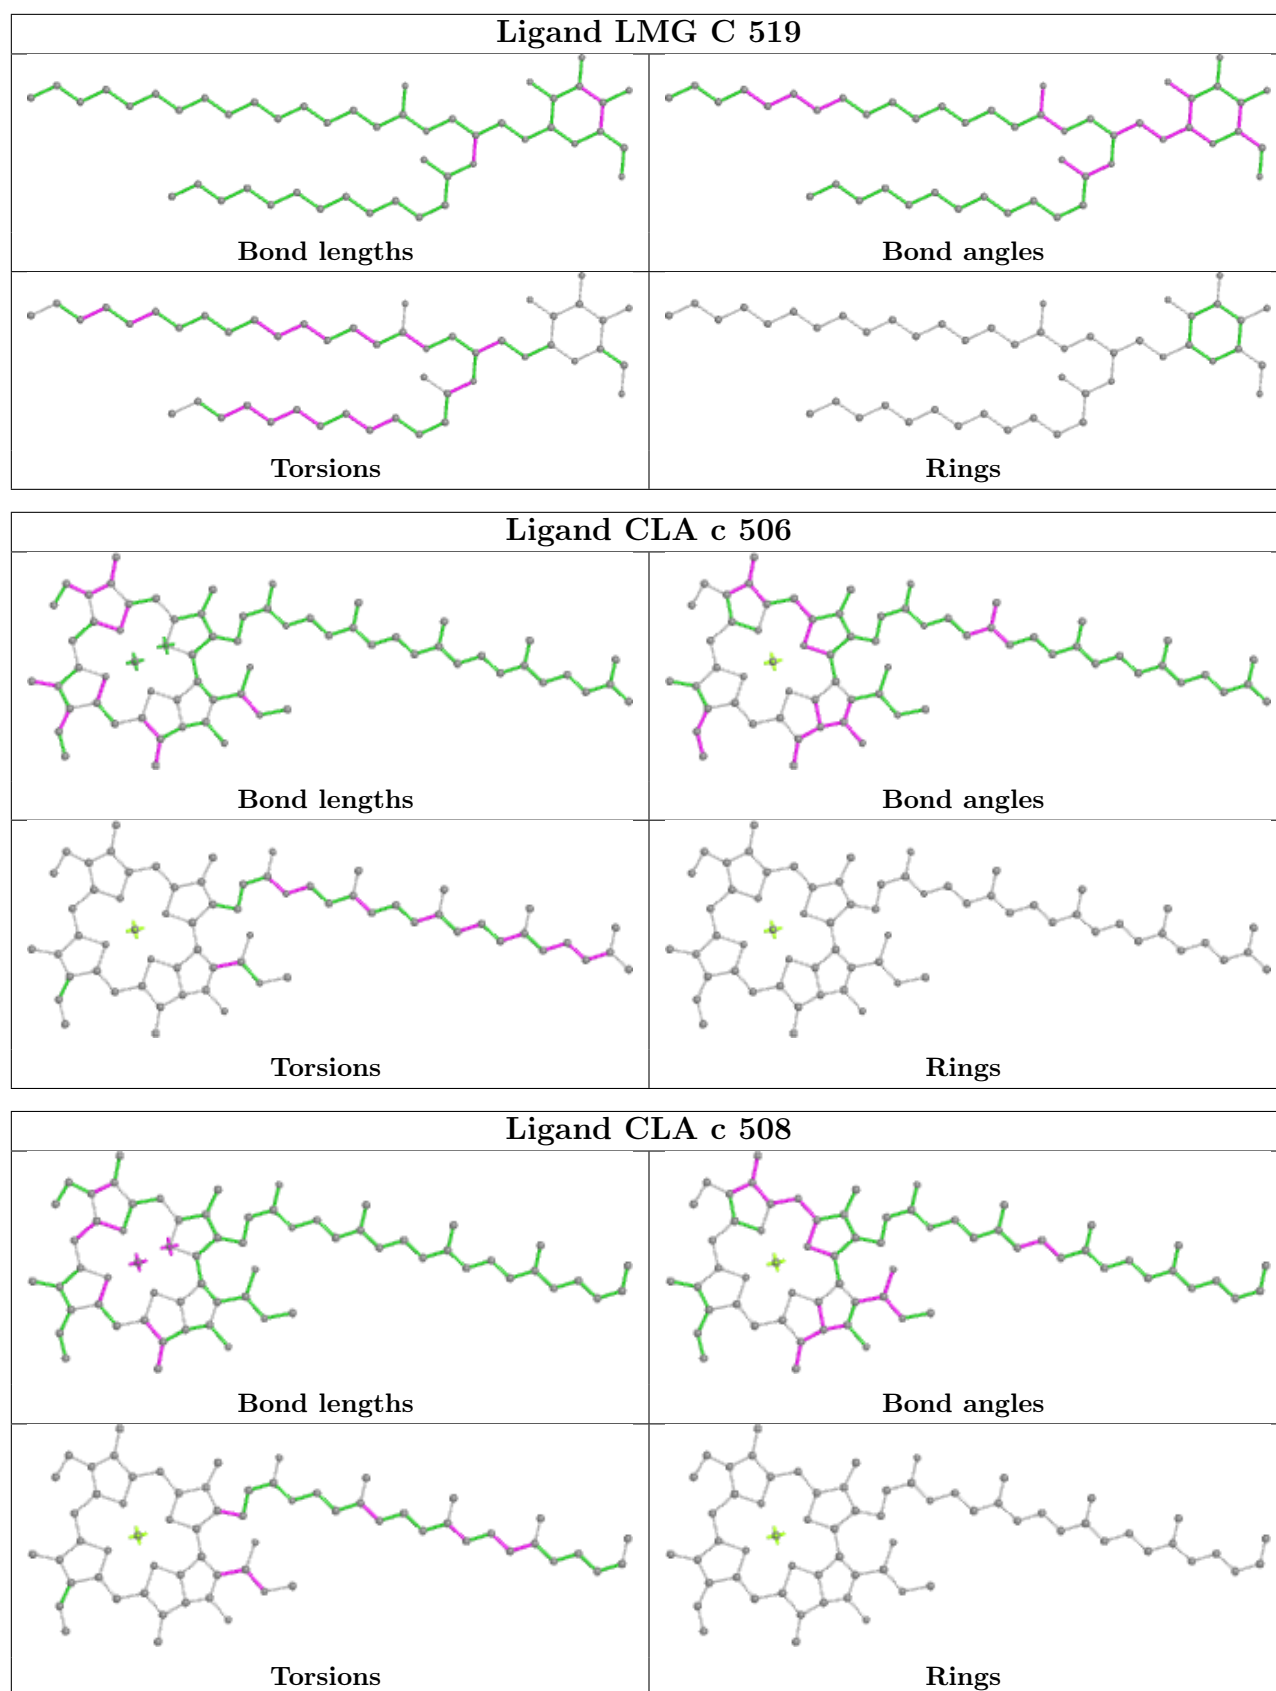 Ligand LMG C 519
Bond lengths
Bond angles
Torsions
Rings
Ligand CLA c 506
Bond lengths
Bond angles
Torsions
Rings
Ligand CLA c 508
Bond lengths
Bond angles
Torsions
Rings